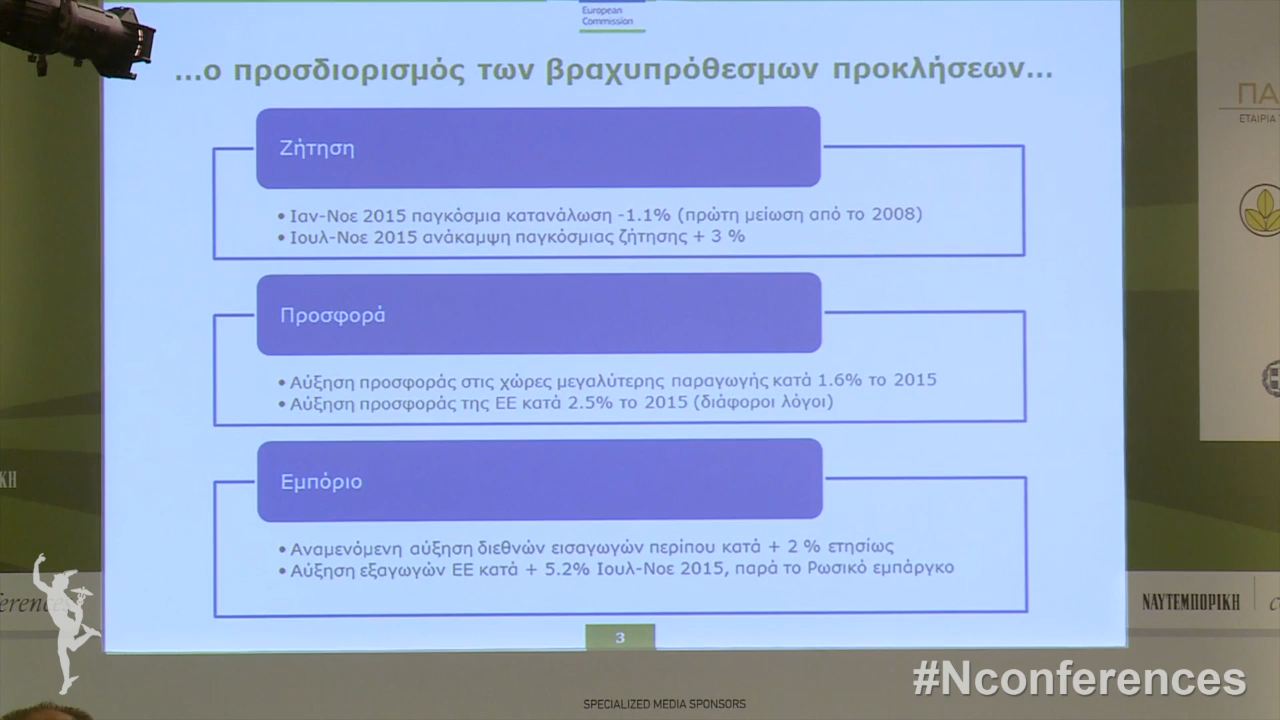 European
Commission
...ο προσδιορισμός των βραχυπρόθεσμων προκλήσεων...
Ζήτηση
• Ιαν-Νοε 2015 παγκόσμια κατανάλωση -1.1% (πρώτη μείωση από το 2008)
• Ιουλ-Νοε 2015 ανάκαμψη παγκόσμιας ζήτησης + 3 %
Προσφορά
• Αύξηση προσφοράς στις χώρες μεγαλύτερης παραγωγής κατά 1.6% το 2015
• Αύξηση προσφοράς της ΕΕ κατά 2.5% το 2015 (διάφοροι λόγοι)
Εμπόριο
• Αναμενόμενη αύξηση διεθνών εισαγωγών περίπου κατά + 2 % ετησίως
• Αύξηση εξαγωγών ΕΕ κατά + 5.2% Ιουλ-Νοε 2015, παρά το Ρωσικό εμπάργκο
3
ΠΑ
ΕΤΑΙΡΙΑ
ΚΗ
ferences
ΝΑΥΤΕΜΠΟΡΙΚΗ
c
#Nconferences
SPECIALIZED MEDIA SPONSORS